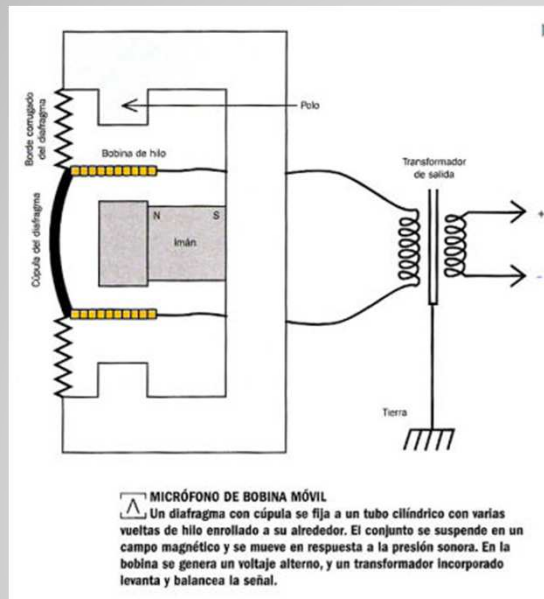 Borde corrugado
del diafragma
Polo
Bobina de hilo
Transformador
de salida
Cúpula del diafragma
N S
Imán
+
-
Tierra
MICRÓFONO DE BOBINA MÓVIL
Un diafragma con cúpula se fija a un tubo cilíndrico con varias
vueltas de hilo enrollado a su alrededor. El conjunto se suspende en un
campo magnético y se mueve en respuesta a la presión sonora. En la
bobina se genera un voltaje alterno, y un transformador incorporado
levanta y balancea la señal.